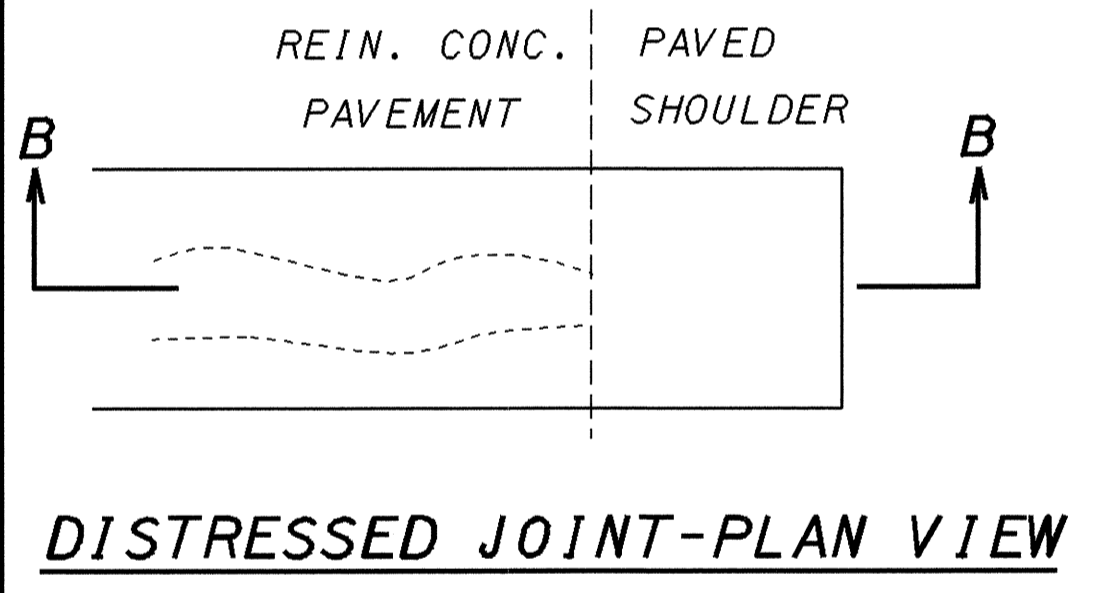 REIN. CONC.
PAVEMENT
PAVED
SHOULDER
B
B
DISTRESSED JOINT-PLAN VIEW